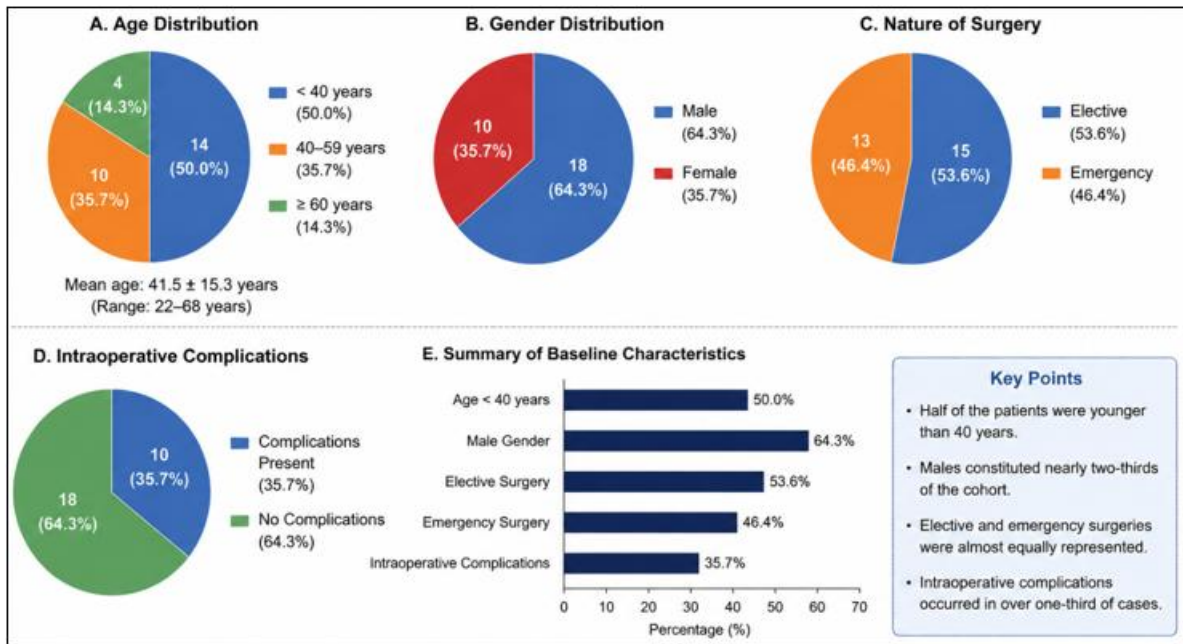 A. Age Distribution
4
(14.3%)
14
(50.0%)
10
(35.7%)
< 40 years
(50.0%)
40–59 years
(35.7%)
≥ 60 years
(14.3%)
Mean age: 41.5 ± 15.3 years
(Range: 22–68 years)
B. Gender Distribution
10
(35.7%)
18
(64.3%)
Male
(64.3%)
Female
(35.7%)
C. Nature of Surgery
13
(46.4%)
15
(53.6%)
Elective
(53.6%)
Emergency
(46.4%)
D. Intraoperative Complications
10
(35.7%)
18
(64.3%)
Complications
Present
(35.7%)
No Complications
(64.3%)
E. Summary of Baseline Characteristics
Age < 40 years
50.0%
Male Gender
64.3%
Elective Surgery
53.6%
Emergency Surgery
46.4%
Intraoperative Complications
35.7%
0 10 20 30 40 50 60 70
Percentage (%)
Key Points
• Half of the patients were younger
than 40 years.
• Males constituted nearly two-thirds
of the cohort.
• Elective and emergency surgeries
were almost equally represented.
• Intraoperative complications
occurred in over one-third of cases.